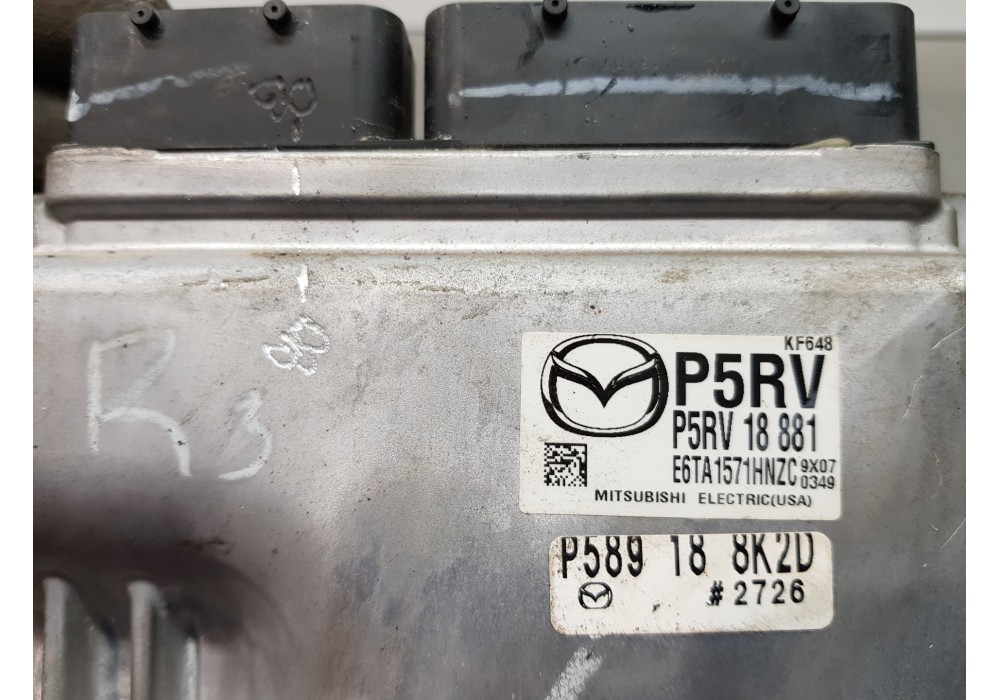 R3
KF648
P5RV
P5RV 18 881
E6TA1571HNZC 9X07
0349
MITSUBISHI ELECTRIC(USA)
P589 18 8K2D
# 2726